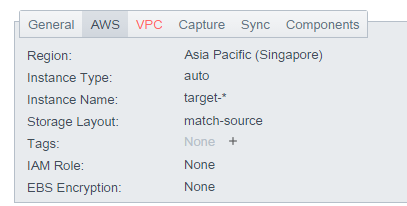 General AWS VPC Capture Sync Components
Region: Asia Pacific (Singapore)
Instance Type: auto
Instance Name: target-*
Storage Layout: match-source
Tags: None +
IAM Role: None
EBS Encryption: None